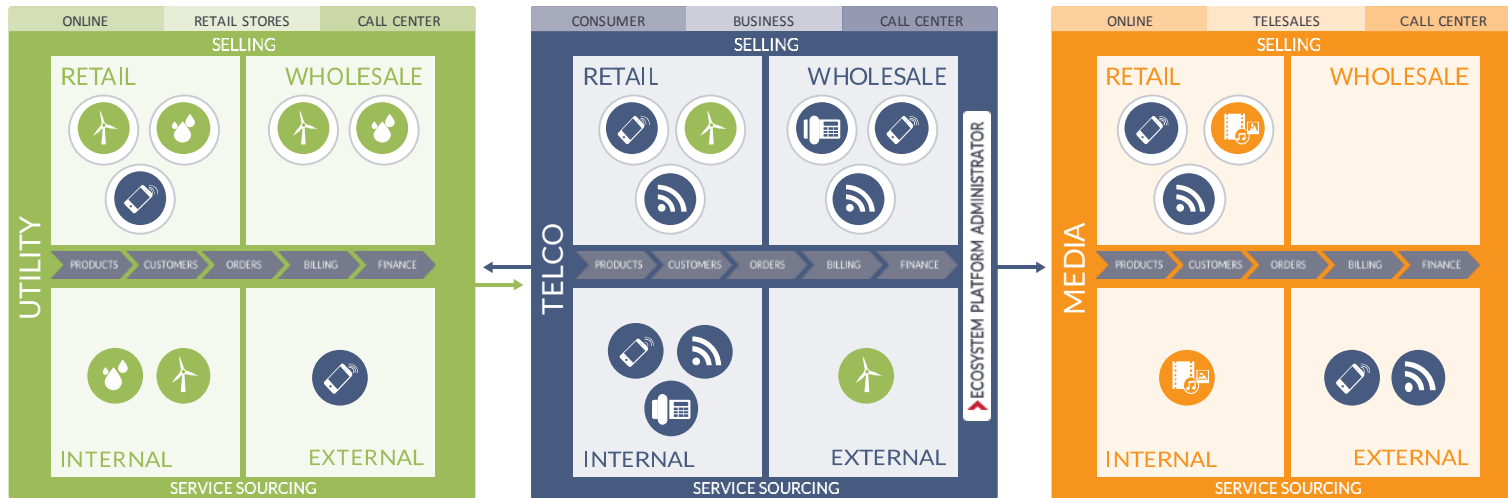 ONLINE
RETAIL STORES
CALL CENTER
SELLING
RETAIL
WHOLESALE
UTILITY
PRODUCTS
CUSTOMERS
ORDERS
BILLING
FINANCE
INTERNAL
EXTERNAL
SERVICE SOURCING
CONSUMER
BUSINESS
CALL CENTER
SELLING
RETAIL
WHOLESALE
TELCO
PRODUCTS
CUSTOMERS
ORDERS
BILLING
FINANCE
INTERNAL
EXTERNAL
SERVICE SOURCING
ECOSYSTEM PLATFORM ADMINISTRATOR
ONLINE
TELESALES
CALL CENTER
SELLING
RETAIL
WHOLESALE
MEDIA
PRODUCTS
CUSTOMERS
ORDERS
BILLING
FINANCE
INTERNAL
EXTERNAL
SERVICE SOURCING